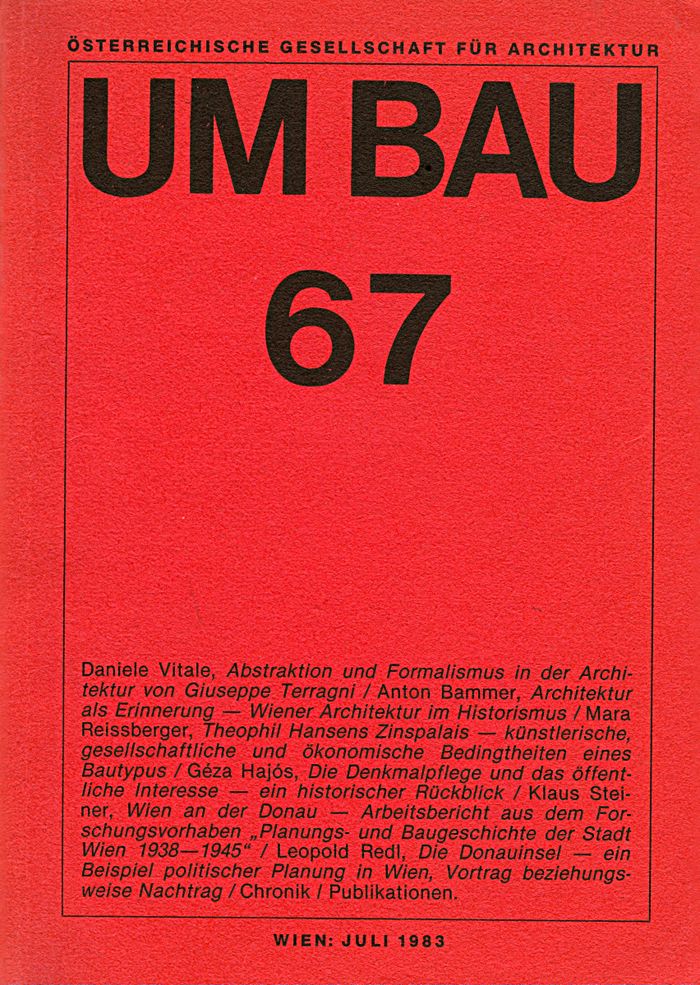 ÖSTERREICHISCHE GESELLSCHAFT FÜR ARCHITEKTUR
UM BAU
67
Daniele Vitale, Abstraktion und Formalismus in der Archi-
tektur von Giuseppe Terragni / Anton Bammer, Architektur
als Erinnerung — Wiener Architektur im Historismus / Mara
Reissberger, Theophil Hansens Zinspalais — künstlerische,
gesellschaftliche und ökonomische Bedingtheiten eines
Bautypus / Géza Hajós, Die Denkmalpflege und das öffent-
liche Interesse — ein historischer Rückblick / Klaus Stei-
ner, Wien an der Donau — Arbeitsbericht aus dem For-
schungsvorhaben „Planungs- und Baugeschichte der Stadt
Wien 1938—1945“ / Leopold Redl, Die Donauinsel — ein
Beispiel politischer Planung in Wien, Vortrag beziehungs-
weise Nachtrag / Chronik / Publikationen.
WIEN: JULI 1983